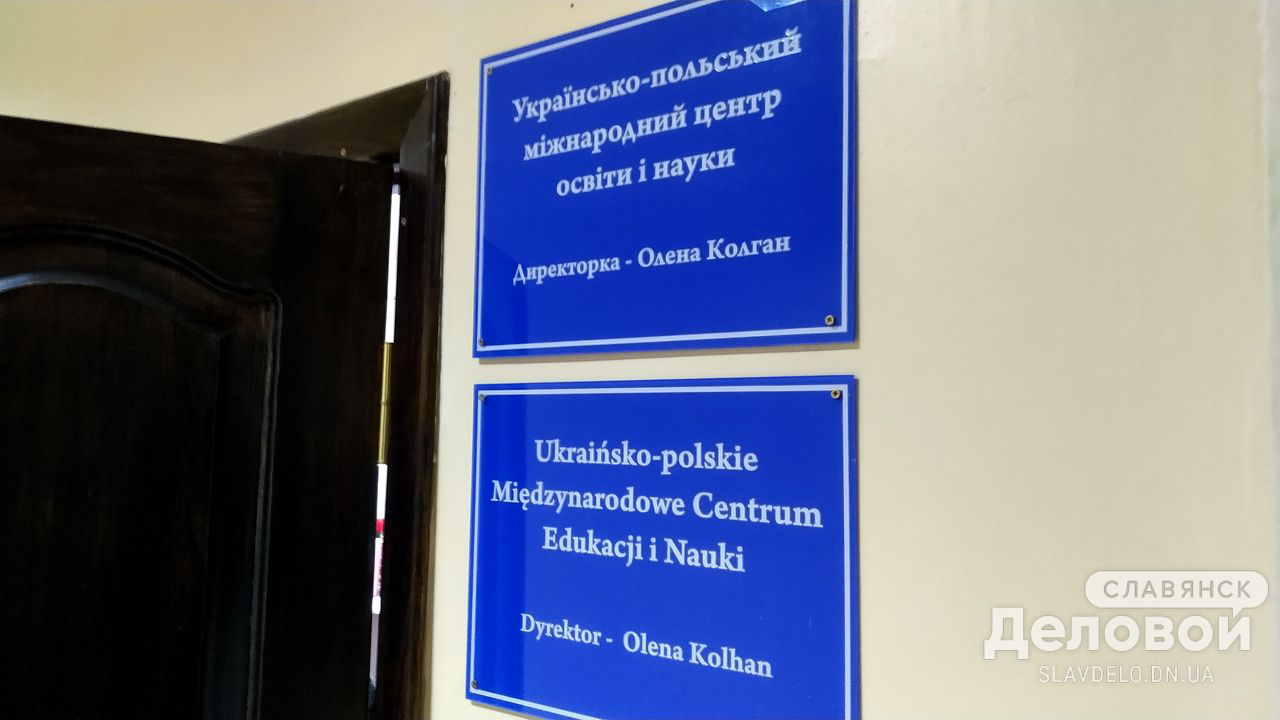 Українсько-польський
міжнародний центр
освіти і науки
Директорка - Олена Колган
Ukraińsko-polskie
Międzynarodowe Centrum
Edukacji i Nauki
Dyrektor - Olena Kolhan
СЛАВЯНСК
Деловой
SLAVDELO.DN.UA